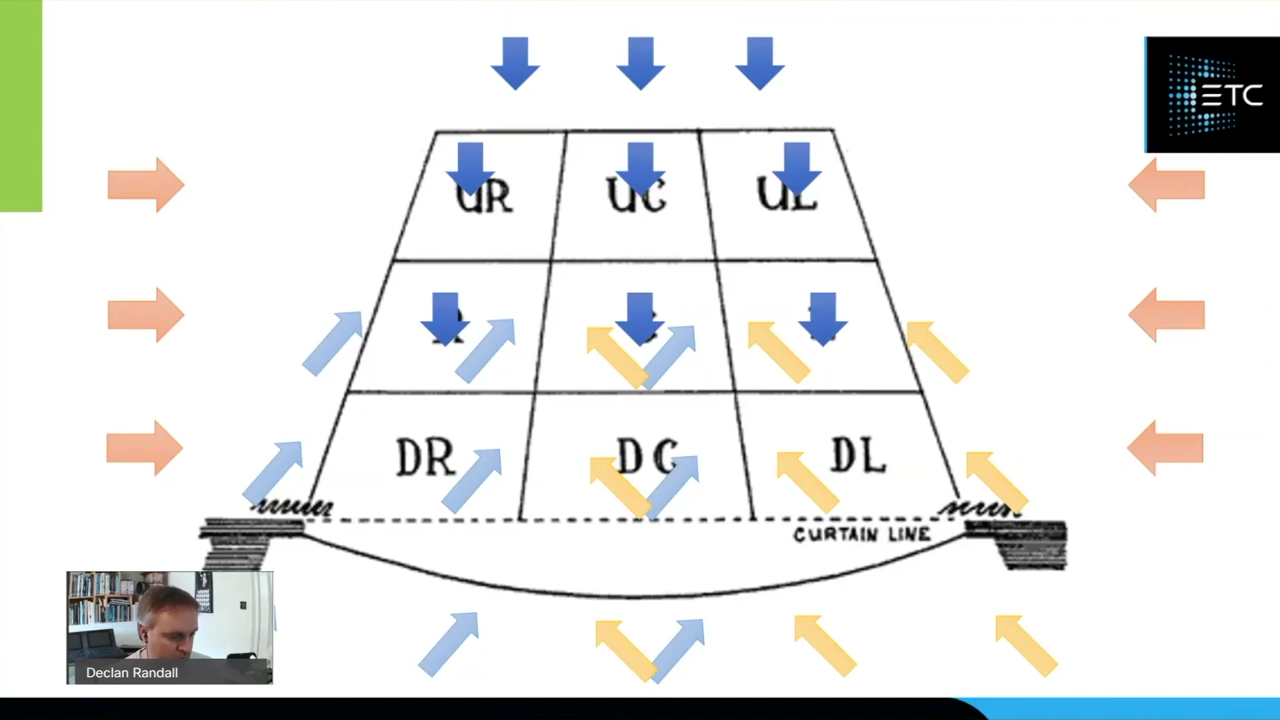 ETC
UR UC UL
DR DC DL
CURTAIN LINE
Declan Randall